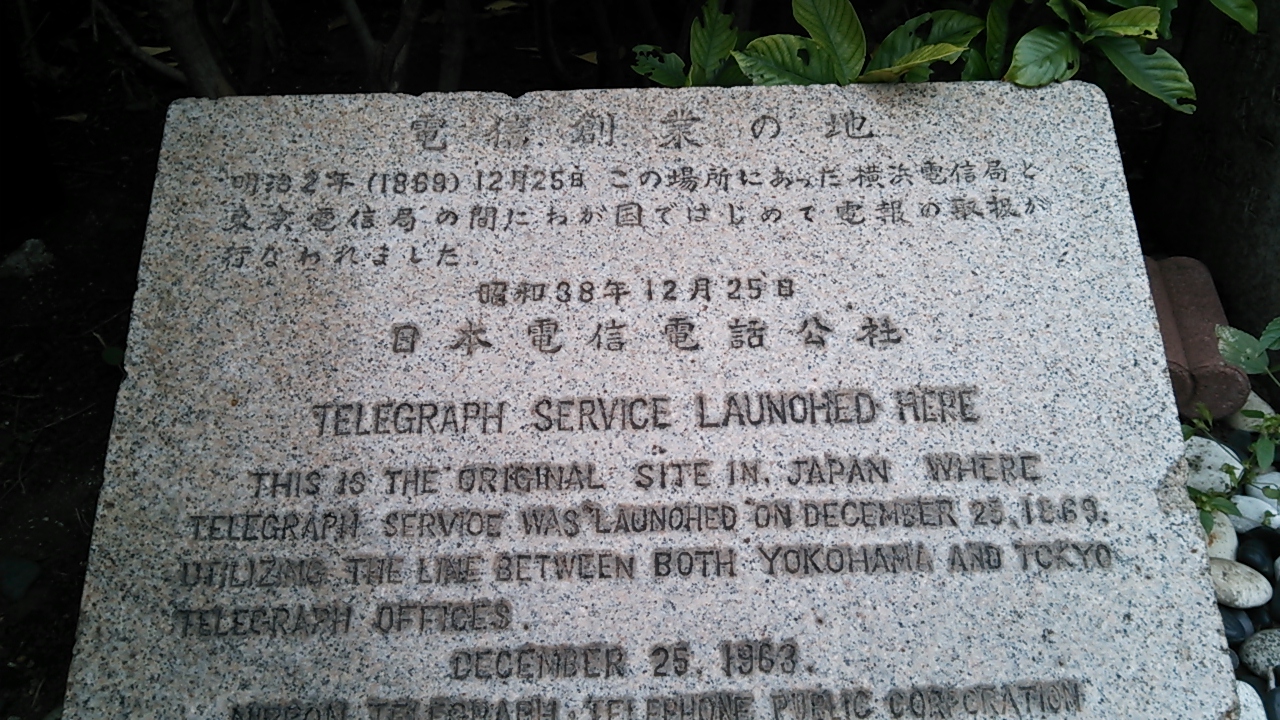 電信創業の地
明治2年(1869)12月25日 この場所にあった横浜電信局と
東京電信局の間にわが国ではじめて電報の取扱が
行なわれました.
昭和38年12月25日
日本電信電話公社
TELEGRAPH SERVICE LAUNCHED HERE
THIS IS THE ORIGINAL SITE IN JAPAN WHERE
TELEGRAPH SERVICE WAS LAUNCHED ON DECEMBER 25, 1869,
UTILIZING THE LINE BETWEEN BOTH YOKOHAMA AND TOKYO
TELEGRAPH OFFICES.
DECEMBER 25, 1963.
NIPPON TELEGRAPH TELEPHONE PUBLIC CORPORATION